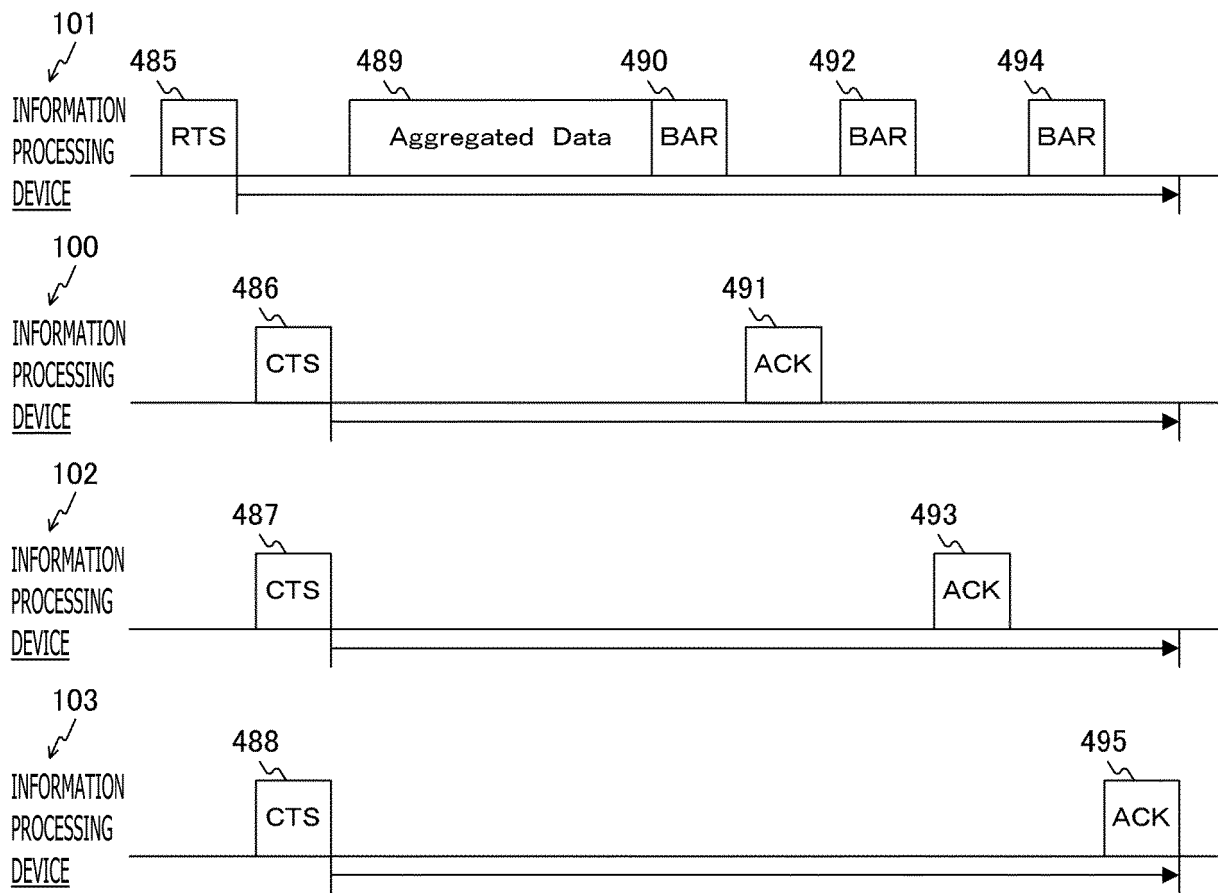 101
485 489 490 492 494
INFORMATION
PROCESSING
DEVICE
RTS Aggregated Data BAR BAR BAR
100
486 491
INFORMATION
PROCESSING
DEVICE
CTS ACK
102
487 493
INFORMATION
PROCESSING
DEVICE
CTS ACK
103
488 495
INFORMATION
PROCESSING
DEVICE
CTS ACK